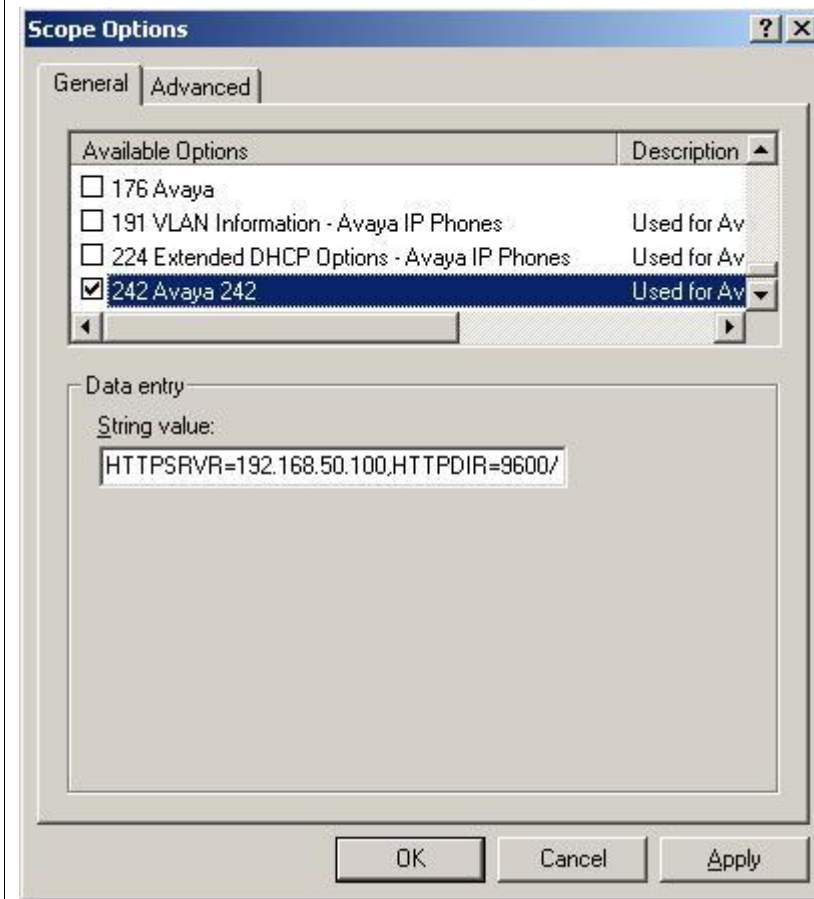 Scope Options
General Advanced
Available Options Description
176 Avaya
191 VLAN Information - Avaya IP Phones Used for Av
224 Extended DHCP Options - Avaya IP Phones Used for Av
242 Avaya 242 Used for Av
Data entry
String value:
HTTPSRVR=192.168.50.100,HTTPDIR=9600/
OK Cancel Apply